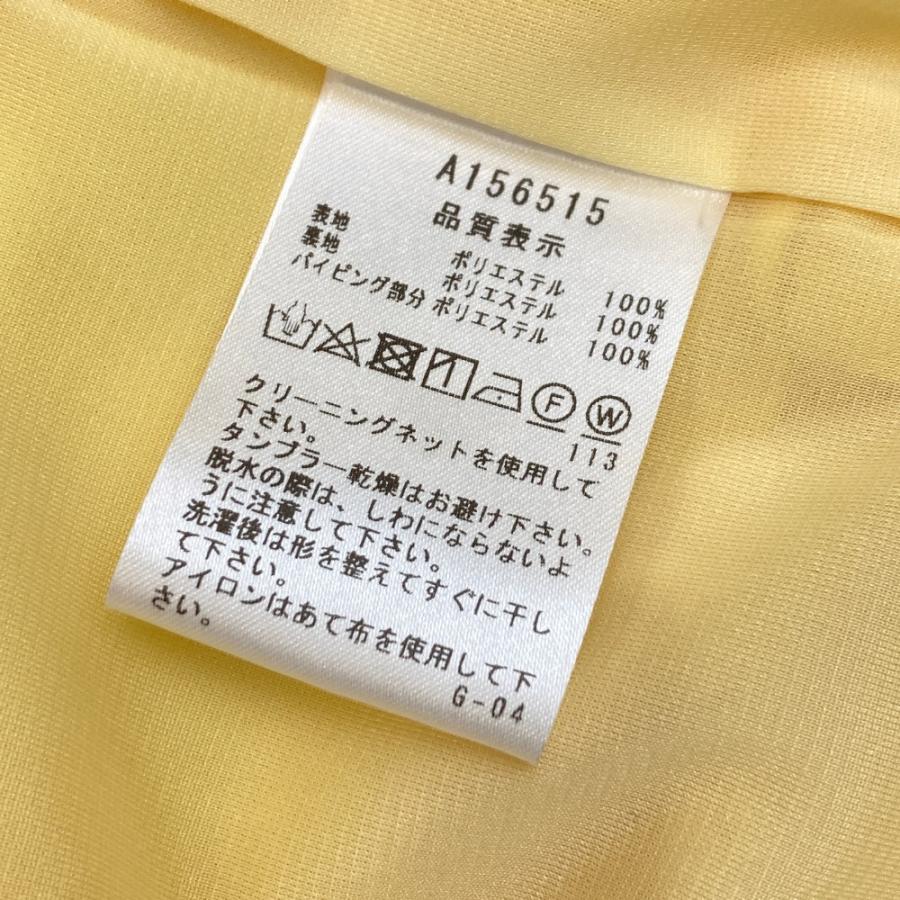 A156515
品質表示
表地 ポリエステル 100%
裏地 ポリエステル 100%
パイピング部分 ポリエステル 100%
F W
113
クリーニングネットを使用して
下さい。
タンブラー乾燥はお避け下さい。
脱水の際は、しわにならないよ
うに注意して下さい。
洗濯後は形を整えてすぐに干し
て下さい。
アイロンはあて布を使用して下
さい。
G-04